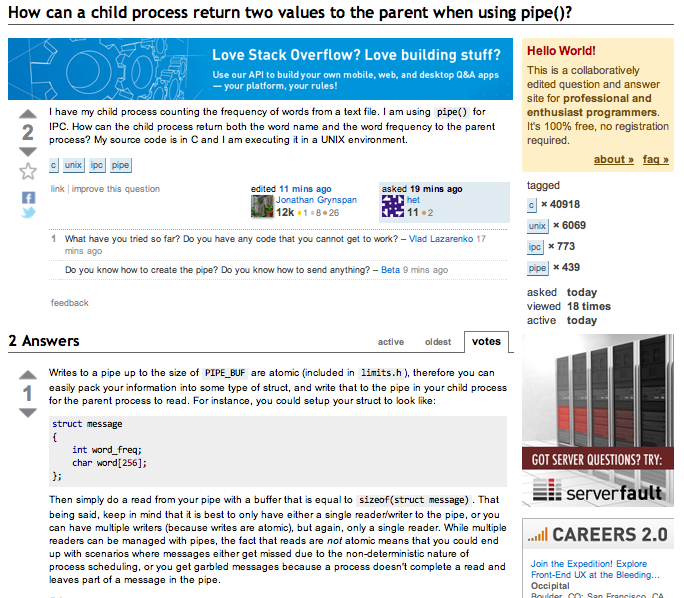 How can a child process return two values to the parent when using pipe()?
Love Stack Overflow? Love building stuff?
Use our API to build your own mobile, web, and desktop Q&A apps
— your platform, your rules!
2
I have my child process counting the frequency of words from a text file. I am using pipe() for
IPC. How can the child process return both the word name and the word frequency to the parent
process? My source code is in C and I am executing it in a UNIX environment.
c unix ipc pipe
link | improve this question
edited 11 mins ago
Jonathan Grynspan
12k ●1 ●8 ●26
asked 19 mins ago
het
11 ●2
1 What have you tried so far? Do you have any code that you cannot get to work? – Vlad Lazarenko 17
mins ago
Do you know how to create the pipe? Do you know how to send anything? – Beta 9 mins ago
feedback
2 Answers
active oldest votes
1
Writes to a pipe up to the size of PIPE_BUF are atomic (included in limits.h), therefore you can
easily pack your information into some type of struct, and write that to the pipe in your child process
for the parent process to read. For instance, you could setup your struct to look like:
struct message
{
int word_freq;
char word[256];
};
Then simply do a read from your pipe with a buffer that is equal to sizeof(struct message). That
being said, keep in mind that it is best to only have either a single reader/writer to the pipe, or you
can have multiple writers (because writes are atomic), but again, only a single reader. While multiple
readers can be managed with pipes, the fact that reads are not atomic means that you could end
up with scenarios where messages either get missed due to the non-deterministic nature of
process scheduling, or you get garbled messages because a process doesn't complete a read and
leaves part of a message in the pipe.
Hello World!
This is a collaboratively
edited question and answer
site for professional and
enthusiast programmers.
It's 100% free, no registration
required.
about » faq »
tagged
c × 40918
unix × 6069
ipc × 773
pipe × 439
asked today
viewed 18 times
active today
GOT SERVER QUESTIONS? TRY:
serverfault
CAREERS 2.0
Join the Expedition! Explore
Front-End UX at the Bleeding...
Occipital
Boulder, CO; San Francisco, CA